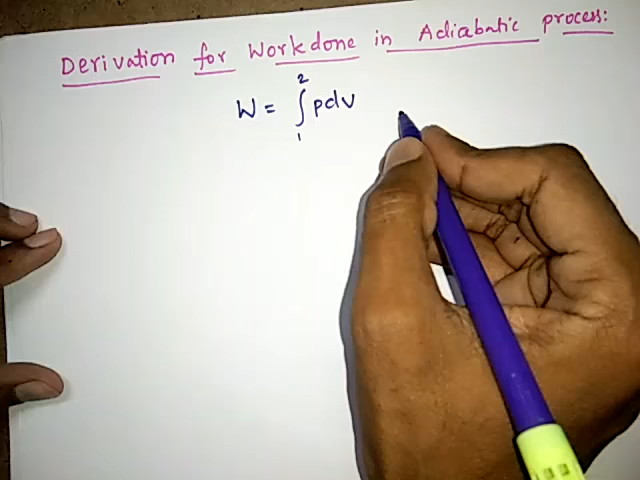 Derivation for Workdone in Adiabatic process:
W = ∫₁² pdv